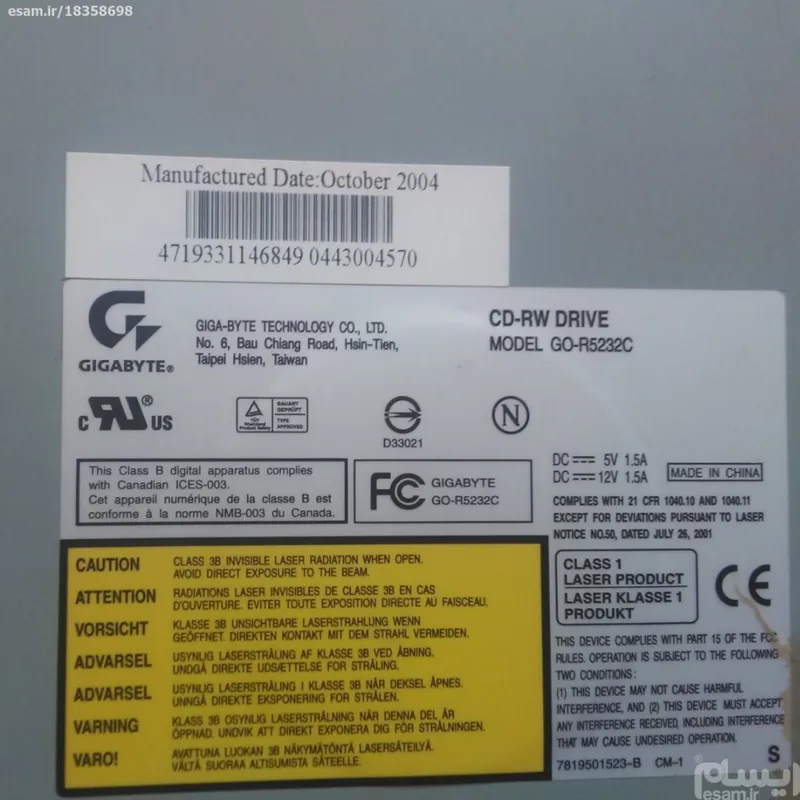 esam.ir/18358698
Manufactured Date:October 2004
4719331146849 0443004570
GIGABYTE®
GIGA-BYTE TECHNOLOGY CO., LTD.
No. 6, Bau Chiang Road, Hsin-Tien,
Taipei Hsien, Taiwan
CD-RW DRIVE
MODEL GO-R5232C
c RU® US
TÜV
Rheinland
Product Safety
BAUART
GEPRÜFT
TYPE
APPROVED
D33021
N
DC 5V 1.5A
DC 12V 1.5A
MADE IN CHINA
This Class B digital apparatus complies
with Canadian ICES-003.
Cet appareil numérique de la classe B est
conforme à la norme NMB-003 du Canada.
FC GIGABYTE
GO-R5232C
COMPLIES WITH 21 CFR 1040.10 AND 1040.11
EXCEPT FOR DEVIATIONS PURSUANT TO LASER
NOTICE NO.50, DATED JULY 26, 2001
CAUTION CLASS 3B INVISIBLE LASER RADIATION WHEN OPEN.
AVOID DIRECT EXPOSURE TO THE BEAM.
ATTENTION RADIATIONS LASER INVISIBLES DE CLASSE 3B EN CAS
D'OUVERTURE. EVITER TOUTE EXPOSITION DIRECTE AU FAISCEAU.
VORSICHT KLASSE 3B UNSICHTBARE LASERSTRAHLUNG WENN
GEÖFFNET. DIREKTEN KONTAKT MIT DEM STRAHL VERMEIDEN.
ADVARSEL USYNLIG LASERSTRÅLING AF KLASSE 3B VED ÅBNING.
UNDGÅ DIREKTE UDSÆTTELSE FOR STRÅLING.
ADVARSEL USYNLIG LASERSTRÅLING I KLASSE 3B NÅR DEKSEL ÅPNES.
UNNGÅ DIREKTE EKSPONERING FOR STRÅLEN.
VARNING KLASS 3B OSYNLIG LASERSTRÅLNING NÄR DENNA DEL ÄR
ÖPPNAD. UNDVIK ATT DIREKT EXPONERA DIG FÖR STRÅLNINGEN.
VARO! AVATTUNA LUOKAN 3B NÄKYMÄTÖNTÄ LASERSÄTEILYÄ.
VÄLTÄ SUORAA ALTISUMISTA SÄTEELLE.
CLASS 1
LASER PRODUCT
LASER KLASSE 1
PRODUKT
CE
THIS DEVICE COMPLIES WITH PART 15 OF THE FCC
RULES. OPERATION IS SUBJECT TO THE FOLLOWING
TWO CONDITIONS:
(1) THIS DEVICE MAY NOT CAUSE HARMFUL
INTERFERENCE, AND (2) THIS DEVICE MUST ACCEPT
ANY INTERFERENCE RECEIVED, INCLUDING INTERFERENCE
THAT MAY CAUSE UNDESIRED OPERATION.
7819501523-B CM-1 S
ایسام®
esam.ir